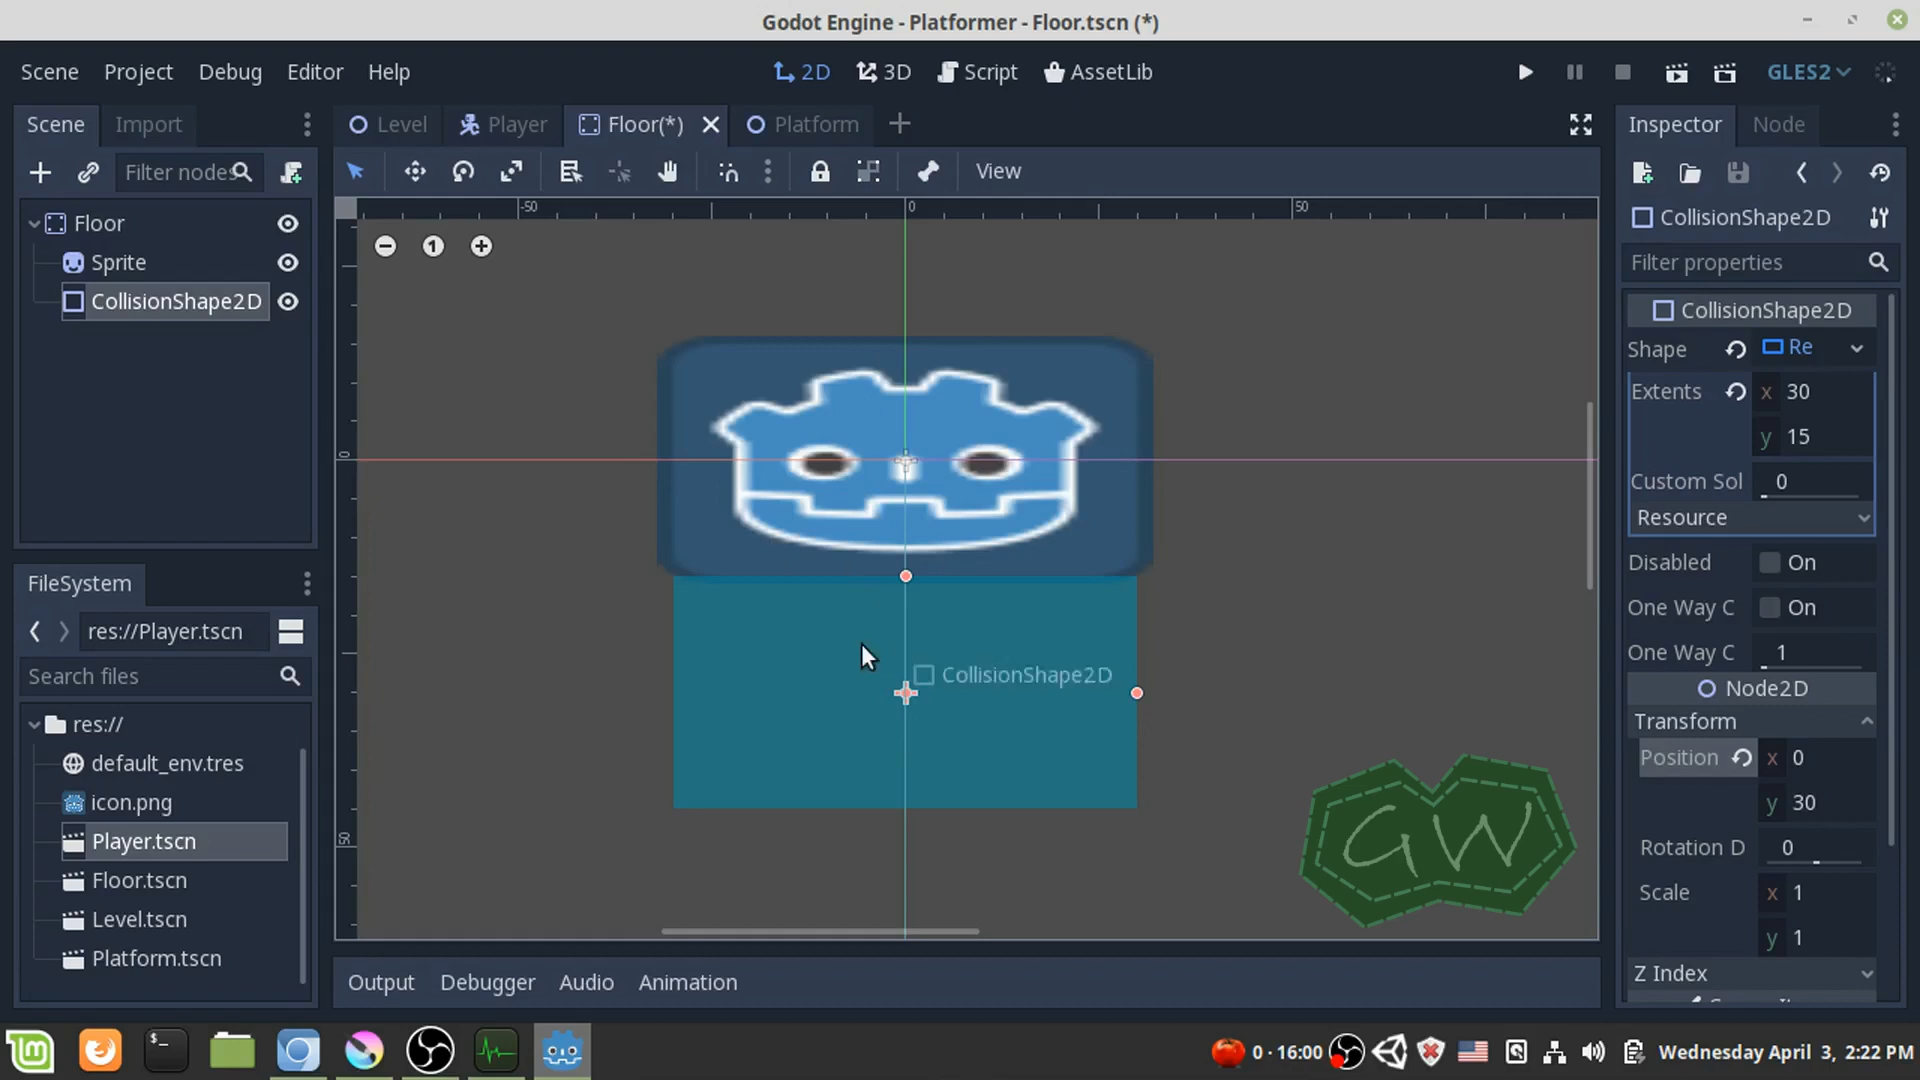 Godot Engine - Platformer - Floor.tscn (*)
Scene Project Debug Editor Help
2D 3D Script AssetLib
GLES2
Scene Import
Level Player Floor(*) Platform
Inspector Node
Filter nodes
View
Floor
Sprite
CollisionShape2D
-50 0 50
1
0
50
CollisionShape2D
GW
CollisionShape2D
Filter properties
CollisionShape2D
Shape Re
Extents x 30
y 15
Custom Sol 0
Resource
Disabled On
One Way C On
One Way C 1
Node2D
Transform
Position x 0
y 30
Rotation D 0
Scale x 1
y 1
Z Index
FileSystem
res://Player.tscn
Search files
res://
default_env.tres
icon.png
Player.tscn
Floor.tscn
Level.tscn
Platform.tscn
Output Debugger Audio Animation
0 · 16:00
Wednesday April 3, 2:22 PM